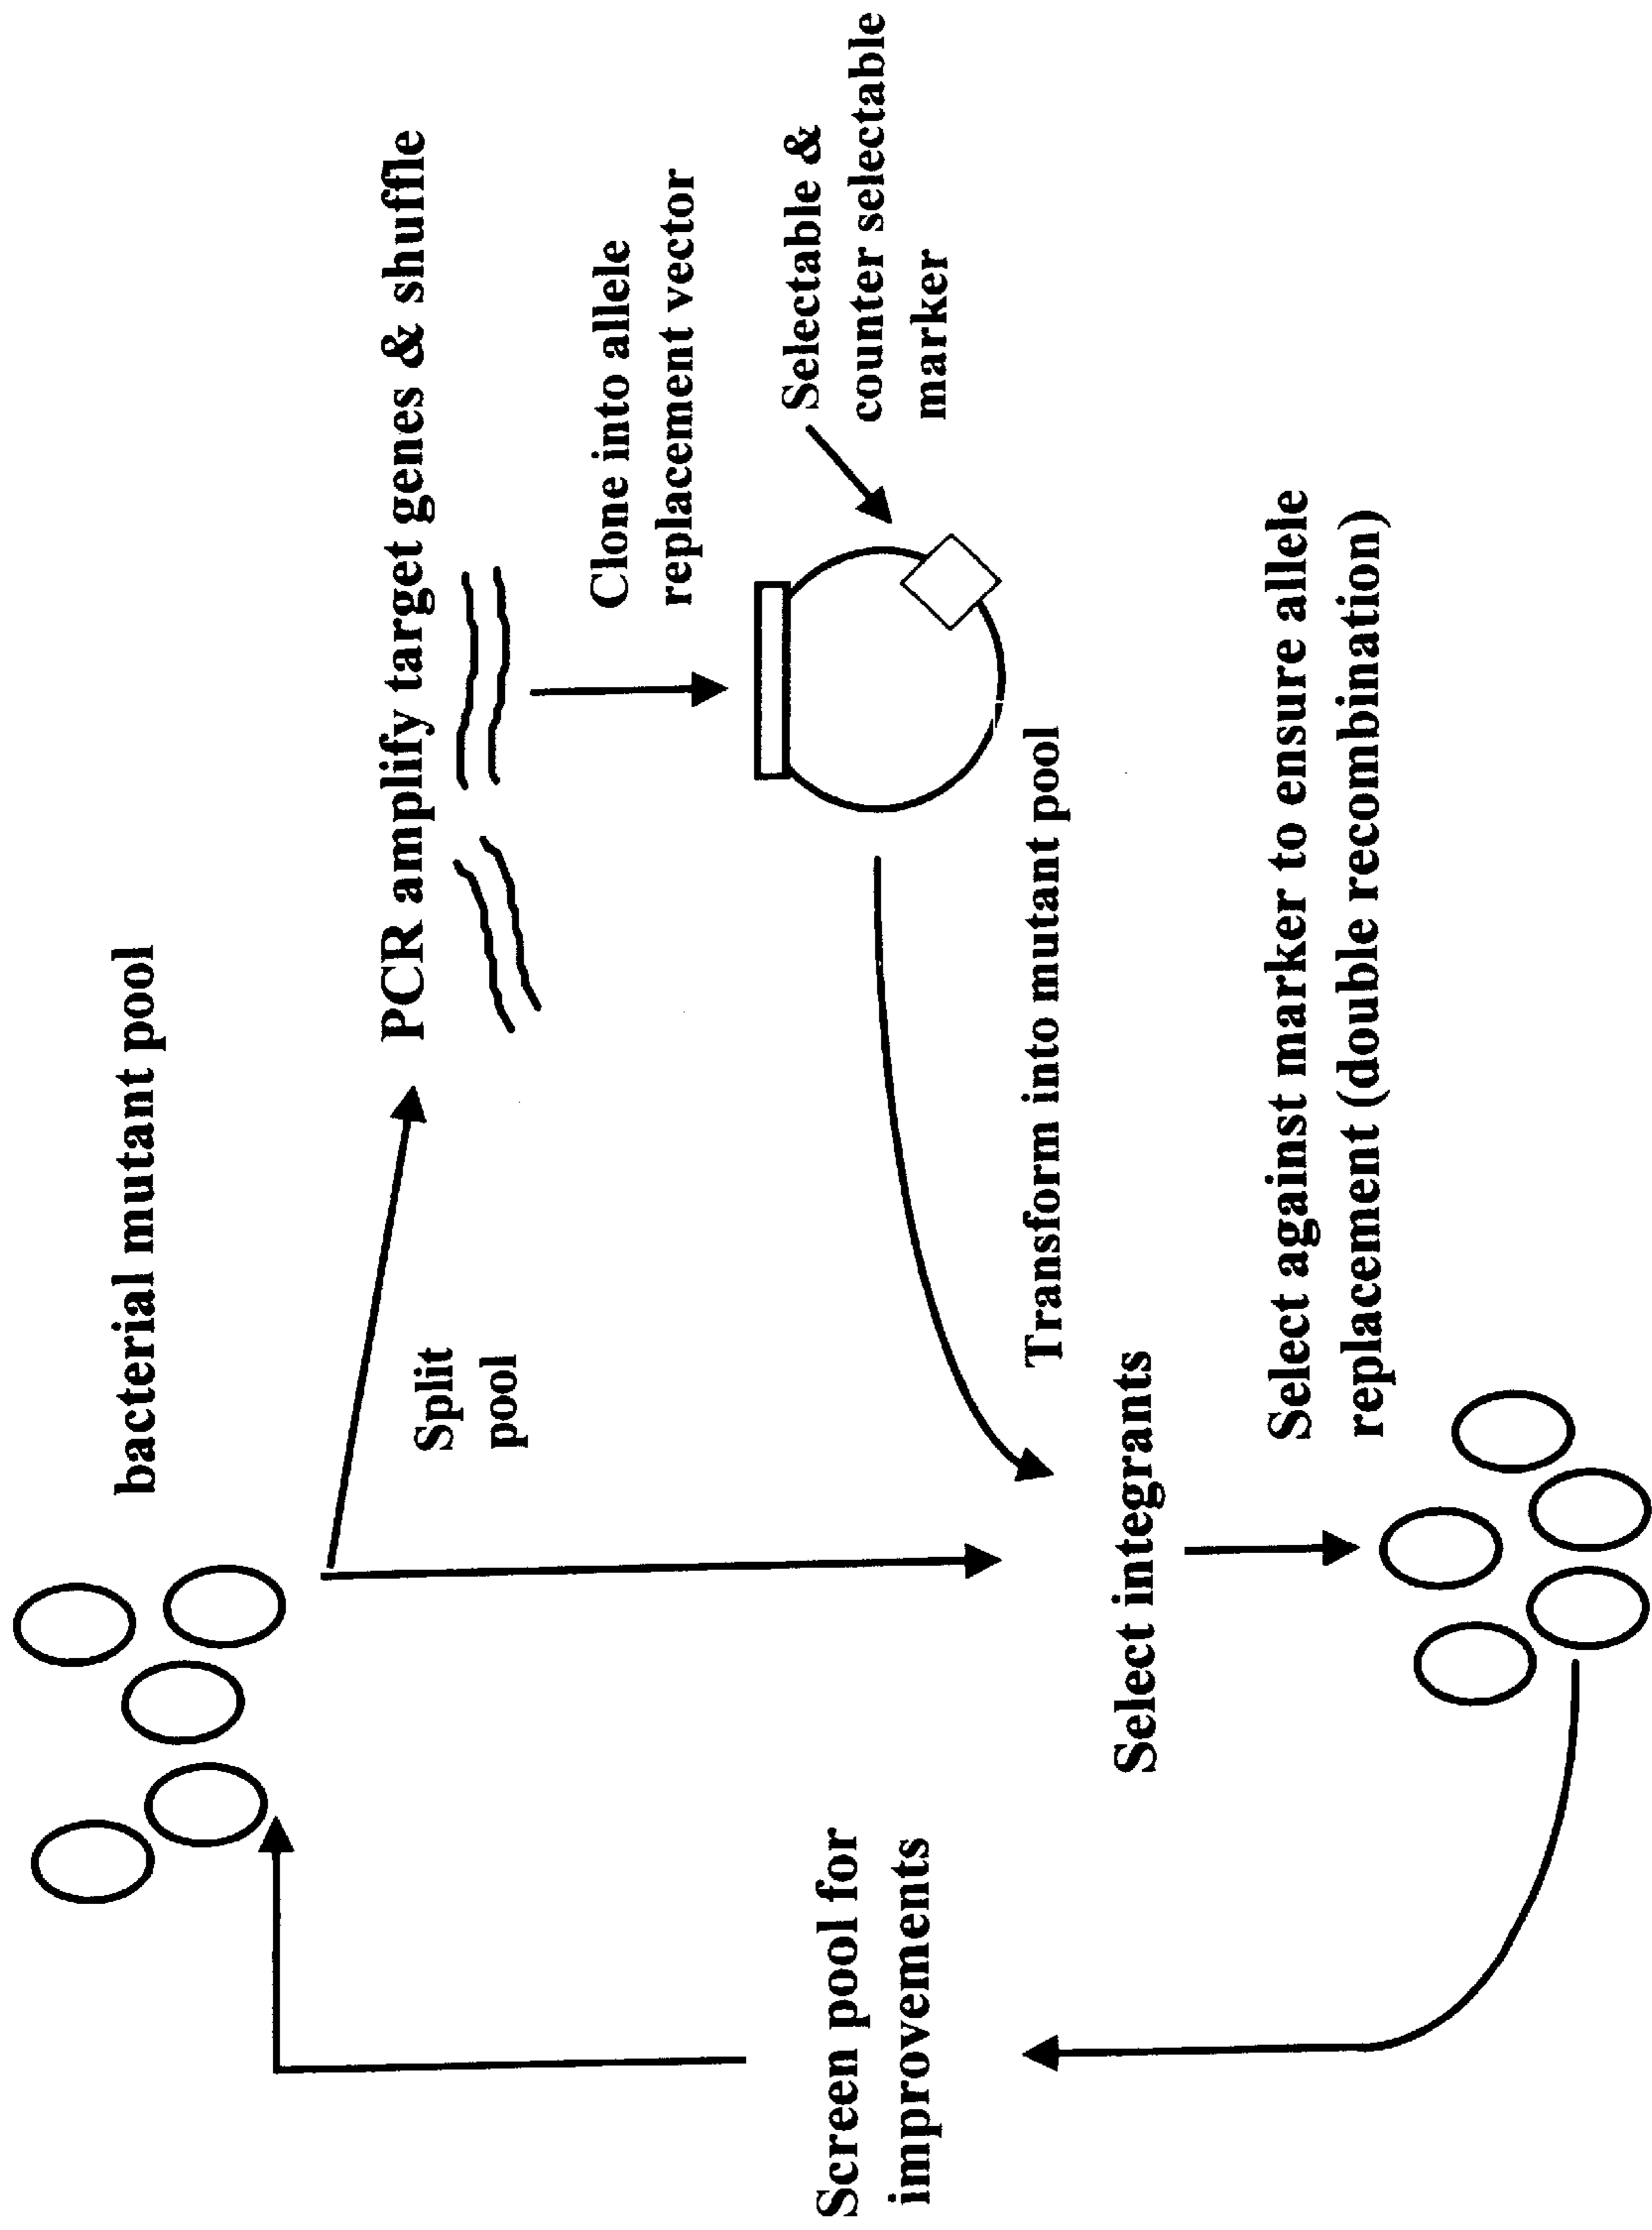 bacterial mutant pool
PCR amplify target genes & shuffle
Split
pool
Clone into allele
replacement vector
Selectable &
counter selectable
marker
Transform into mutant pool
Select integrants
Select against marker to ensure allele
replacement (double recombination)
Screen pool for
improvements